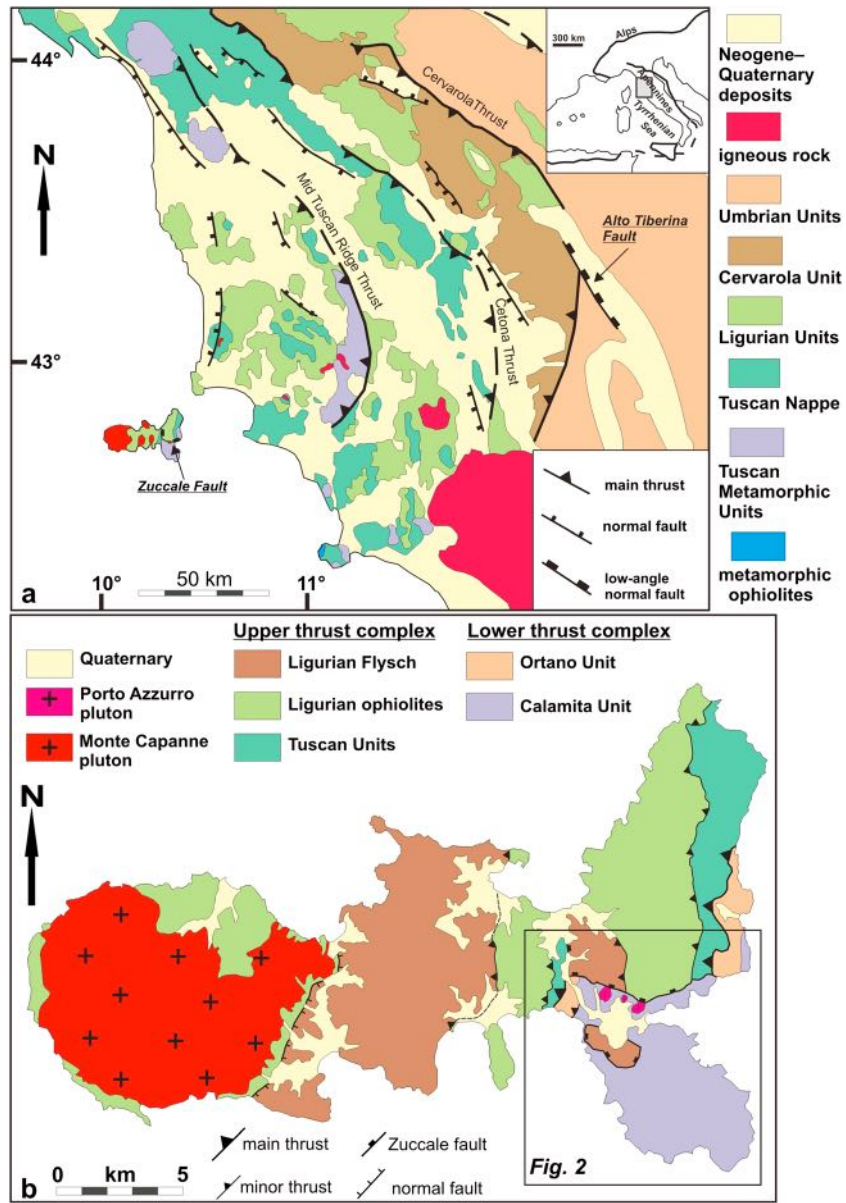 44°
43°
N
10°
11°
50 km
a
Cervarola Thrust
Mid Tuscan Ridge Thrust
Cetona Thrust
Alto Tiberina
Fault
Zuccale Fault
300 km
Alps
Apennines
Tyrrhenian
Sea
main thrust
normal fault
low-angle
normal fault
Neogene–
Quaternary
deposits
igneous rock
Umbrian Units
Cervarola Unit
Ligurian Units
Tuscan Nappe
Tuscan
Metamorphic
Units
metamorphic
ophiolites
Quaternary
Porto Azzurro
pluton
Monte Capanne
pluton
Upper thrust complex
Ligurian Flysch
Ligurian ophiolites
Tuscan Units
Lower thrust complex
Ortano Unit
Calamita Unit
N
Fig. 2
main thrust
minor thrust
Zuccale fault
normal fault
0 km 5
b